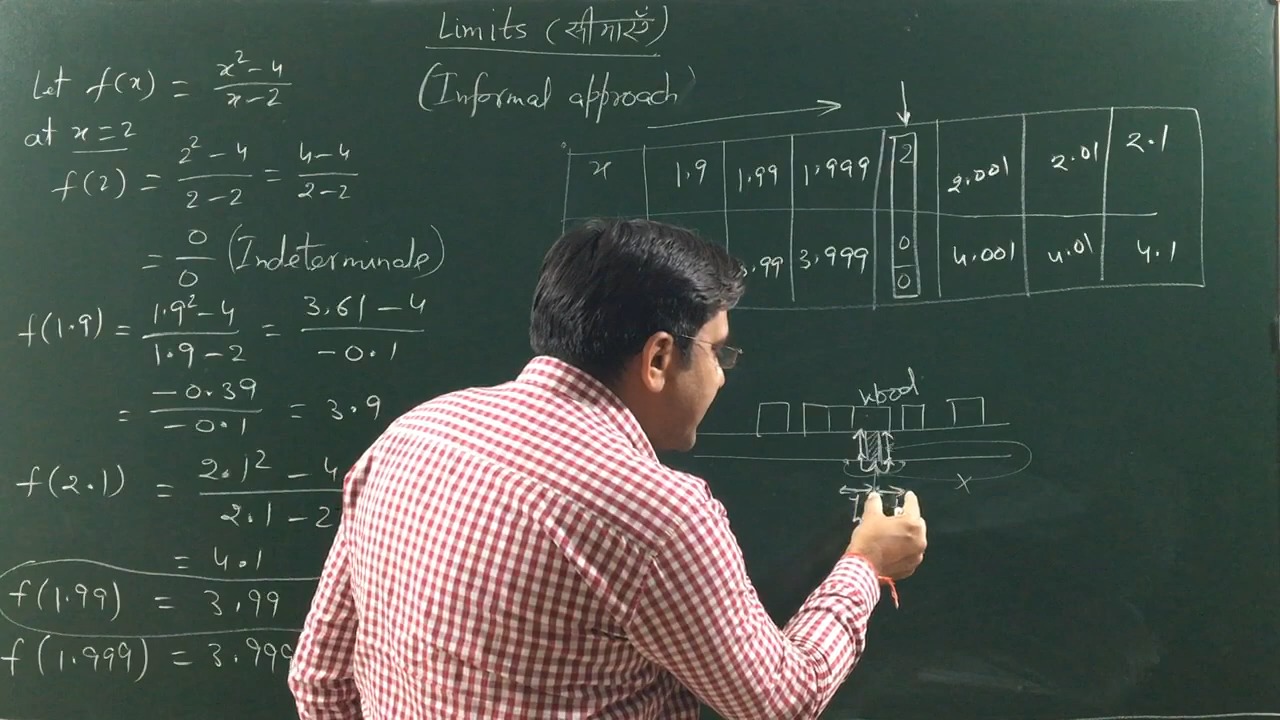 Limits (सीमाएँ)
(Informal approach)
Let f(x) = x² - 4 / x - 2
at x = 2
f(2) = 2² - 4 / 2 - 2 = 4 - 4 / 2 - 2
= 0 / 0 (Indeterminate)
f(1.9) = 1.9² - 4 / 1.9 - 2 = 3.61 - 4 / -0.1
= -0.39 / -0.1 = 3.9
f(2.1) = 2.1² - 4 / 2.1 - 2
= 4.1
f(1.99) = 3.99
f(1.999) = 3.999
x 1.9 1.99 1.999 2 2.001 2.01 2.1
3.99 3.999 0/0 4.001 4.01 4.1
x